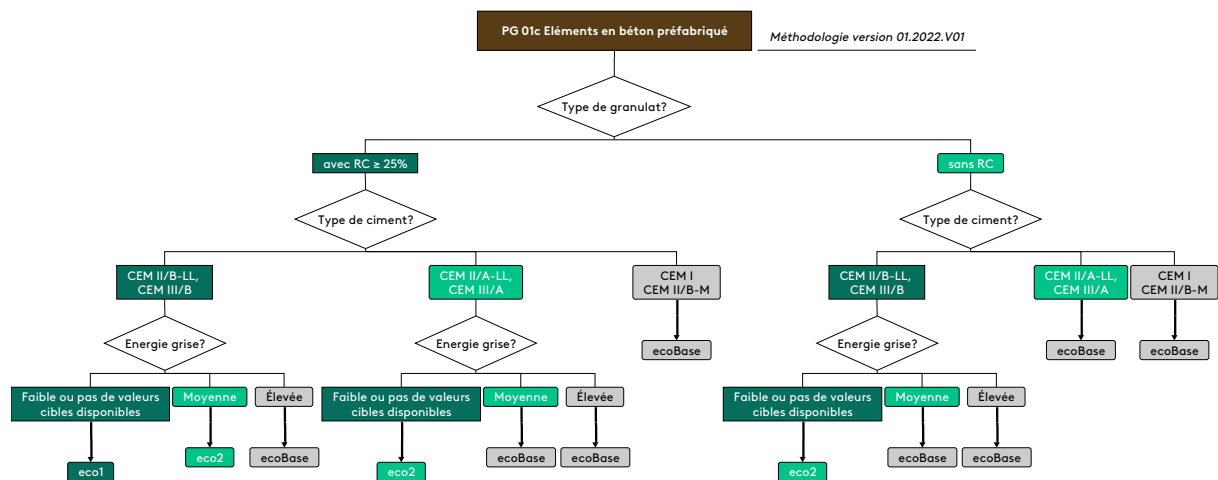 PG 01c Eléments en béton préfabriqué
Méthodologie version 01.2022.V01
Type de granulat?
avec RC ≥ 25%
sans RC
Type de ciment?
Type de ciment?
CEM II/B-LL,
CEM III/B
CEM II/A-LL,
CEM III/A
CEM I
CEM II/B-M
CEM II/B-LL,
CEM III/B
CEM II/A-LL,
CEM III/A
CEM I
CEM II/B-M
Energie grise?
Energie grise?
ecoBase
Energie grise?
ecoBase
ecoBase
Faible ou pas de valeurs
cibles disponibles
Moyenne
Élevée
Faible ou pas de valeurs
cibles disponibles
Moyenne
Élevée
Faible ou pas de valeurs
cibles disponibles
Moyenne
Élevée
eco1
eco2
ecoBase
eco2
ecoBase
ecoBase
eco2
ecoBase
ecoBase